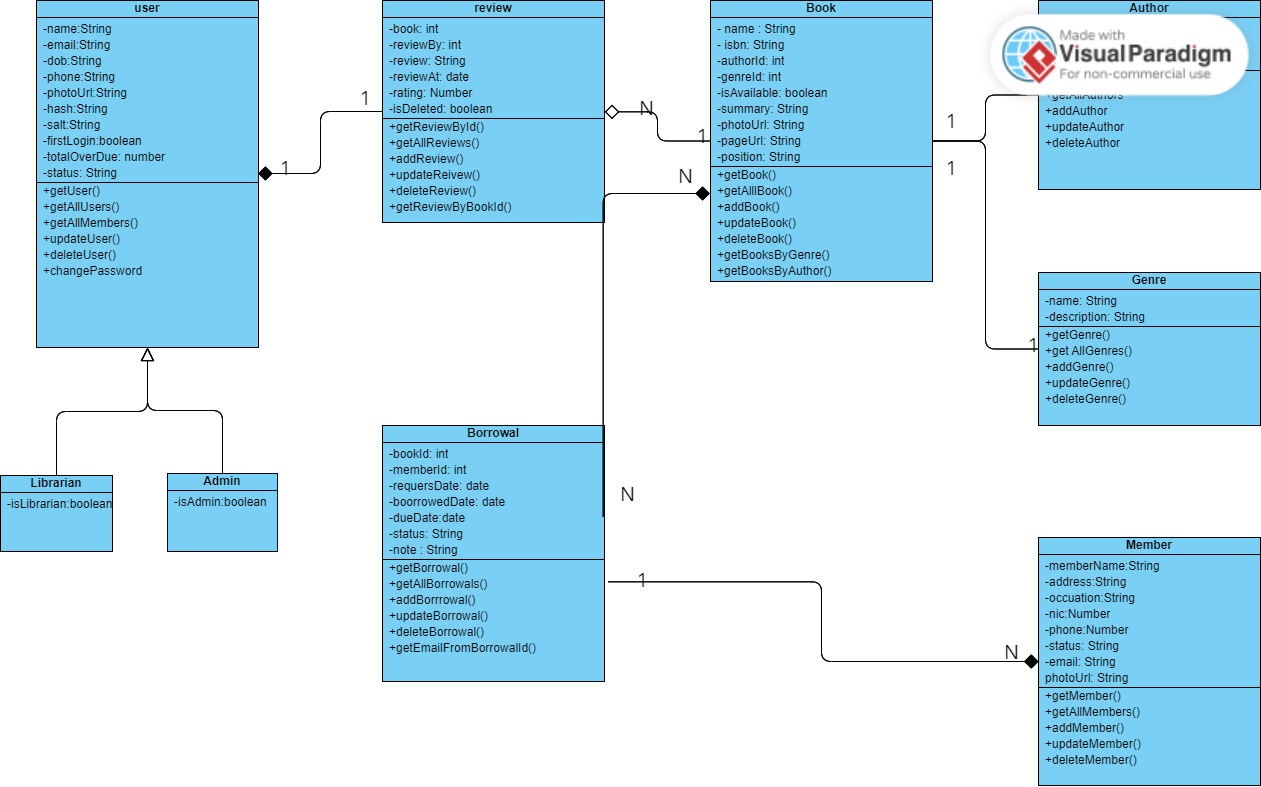 user
-name:String
-email:String
-dob:String
-phone:String
-photoUrl:String
-hash:String
-salt:String
-firstLogin:boolean
-totalOverDue: number
-status: String
+getUser()
+getAllUsers()
+getAllMembers()
+updateUser()
+deleteUser()
+changePassword
1
1
review
-book: int
-reviewBy: int
-review: String
-reviewAt: date
-rating: Number
-isDeleted: boolean
+getReviewById()
+getAllReviews()
+addReview()
+updateReivew()
+deleteReview()
+getReviewByBookId()
N
1
N
Book
- name : String
- isbn: String
-authorId: int
-genreId: int
-isAvailable: boolean
-summary: String
-photoUrl: String
-pageUrl: String
-position: String
+getBook()
+getAlllBook()
+addBook()
+updateBook()
+deleteBook()
+getBooksByGenre()
+getBooksByAuthor()
1
1
Author
Made with
VisualParadigm
For non-commercial use
+getAllAuthors
+addAuthor
+updateAuthor
+deleteAuthor
Genre
-name: String
-description: String
1
+getGenre()
+get AllGenres()
+addGenre()
+updateGenre()
+deleteGenre()
Librarian
-isLibrarian:boolean
Admin
-isAdmin:boolean
Borrowal
-bookId: int
-memberId: int
-requersDate: date
-boorrowedDate: date
-dueDate:date
-status: String
-note : String
+getBorrowal()
+getAllBorrowals()
+addBorrrowal()
+updateBorrowal()
+deleteBorrowal()
+getEmailFromBorrowalId()
N
1
N
Member
-memberName:String
-address:String
-occuation:String
-nic:Number
-phone:Number
-status: String
-email: String
photoUrl: String
+getMember()
+getAllMembers()
+addMember()
+updateMember()
+deleteMember()